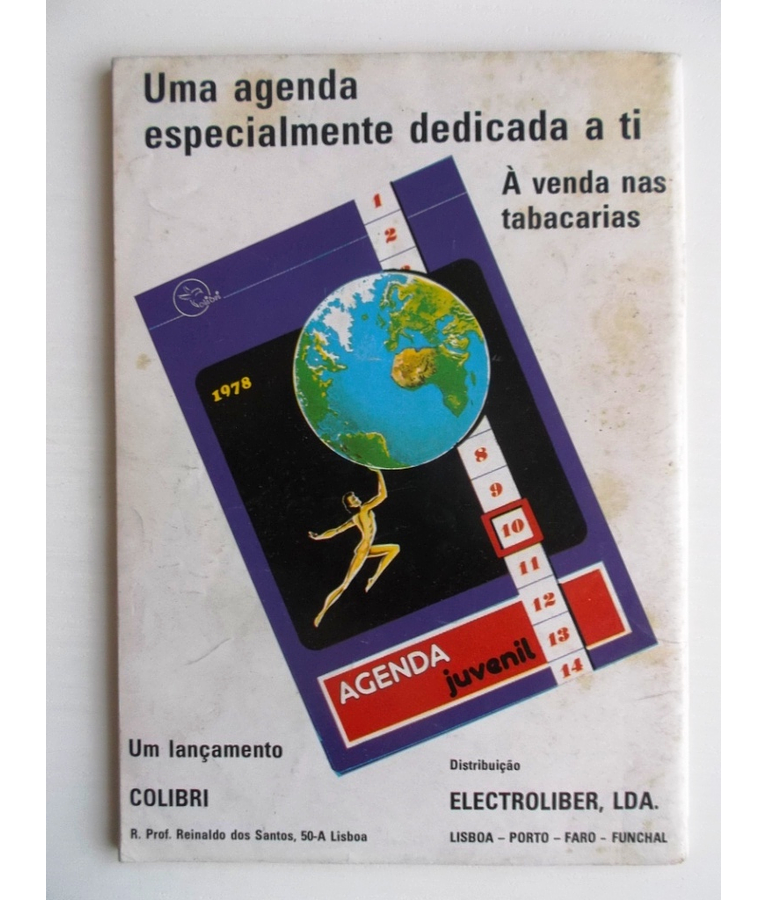 Uma agenda
especialmente dedicada a ti
À venda nas
tabacarias
1
2
colibri
1978
8
9
10
11
12
13
14
AGENDA
juvenil
Um lançamento
COLIBRI
R. Prof. Reinaldo dos Santos, 50-A Lisboa
Distribuição
ELECTROLIBER, LDA.
LISBOA – PORTO – FARO – FUNCHAL